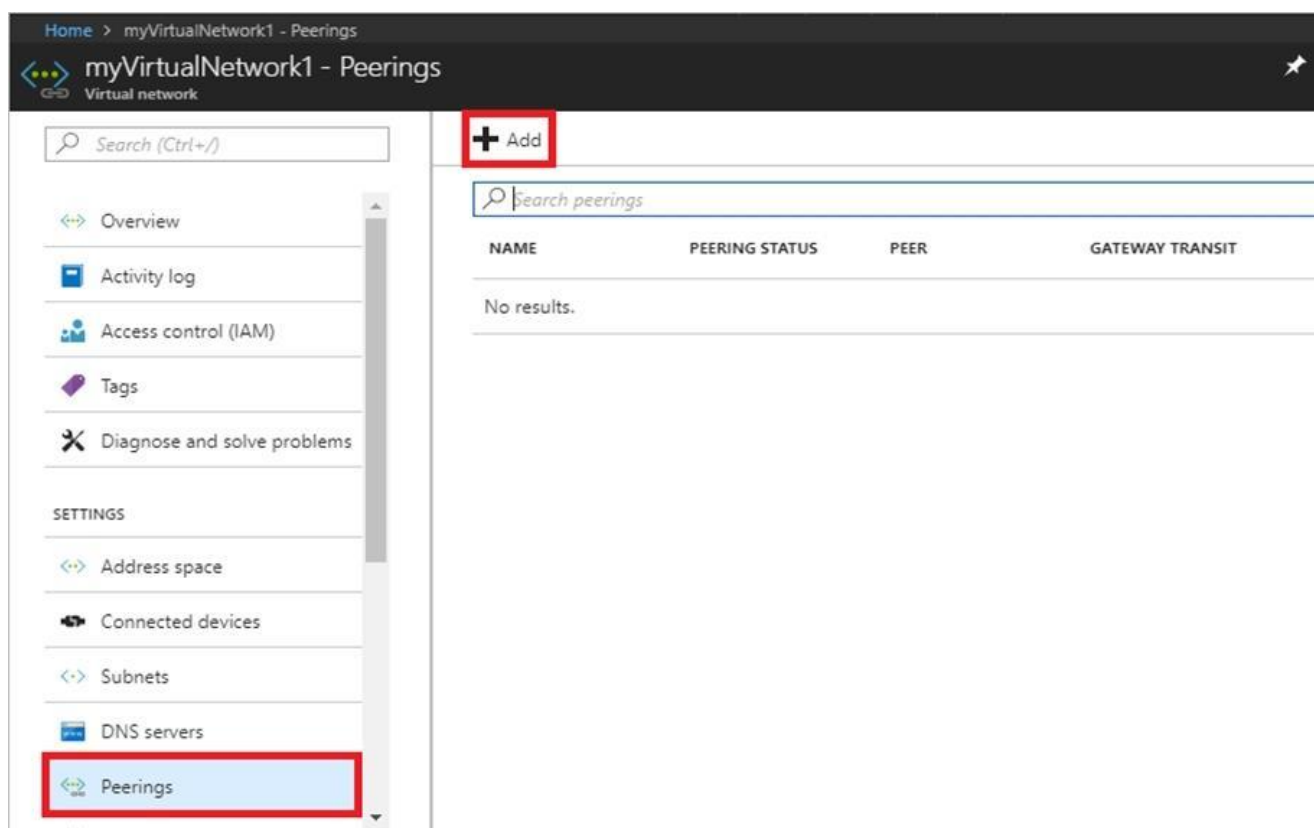 Home > myVirtualNetwork1 - Peerings
myVirtualNetwork1 - Peerings
Virtual network
Search (Ctrl+/)
Overview
Activity log
Access control (IAM)
Tags
Diagnose and solve problems
SETTINGS
Address space
Connected devices
Subnets
DNS servers
Peerings
Add
Search peerings
NAME PEERING STATUS PEER GATEWAY TRANSIT
No results.